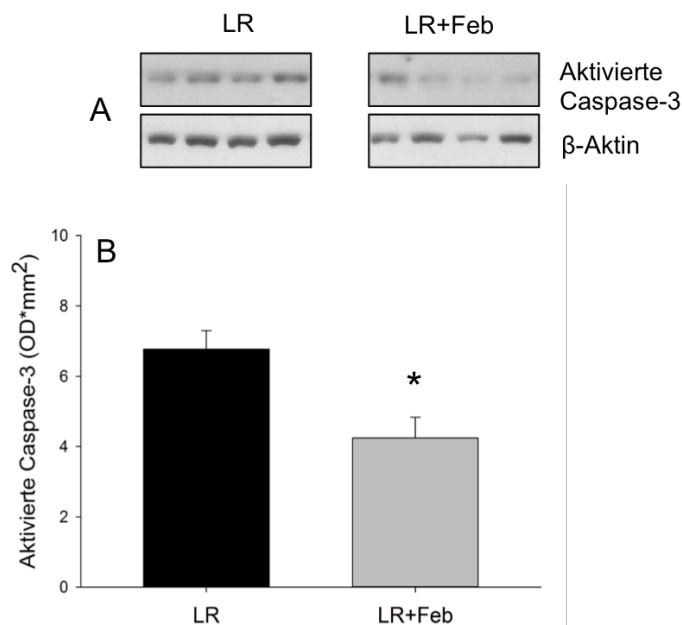 LR LR+Feb
A
Aktivierte
Caspase-3
β-Aktin
B
Aktivierte Caspase-3 (OD*mm²)
10
8
6
4
2
0
*
LR LR+Feb